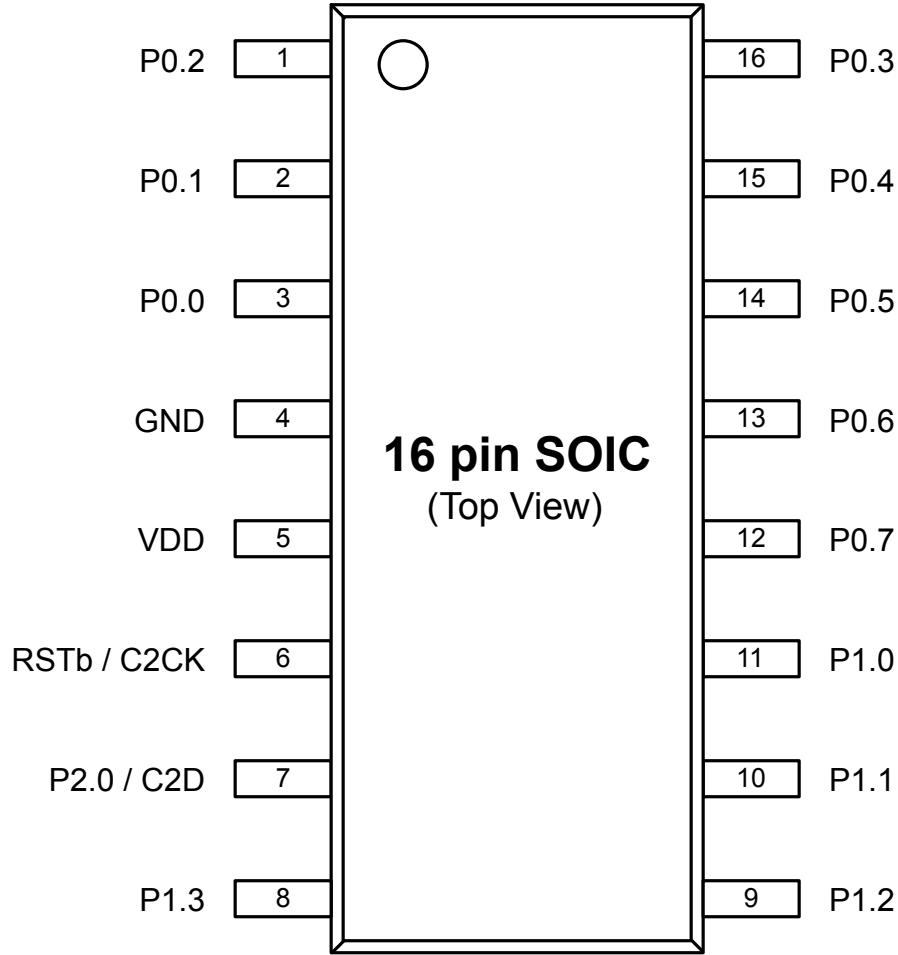 P0.2 1 16 P0.3
P0.1 2 15 P0.4
P0.0 3 14 P0.5
GND 4 13 P0.6
16 pin SOIC
(Top View)
VDD 5 12 P0.7
RSTb / C2CK 6 11 P1.0
P2.0 / C2D 7 10 P1.1
P1.3 8 9 P1.2